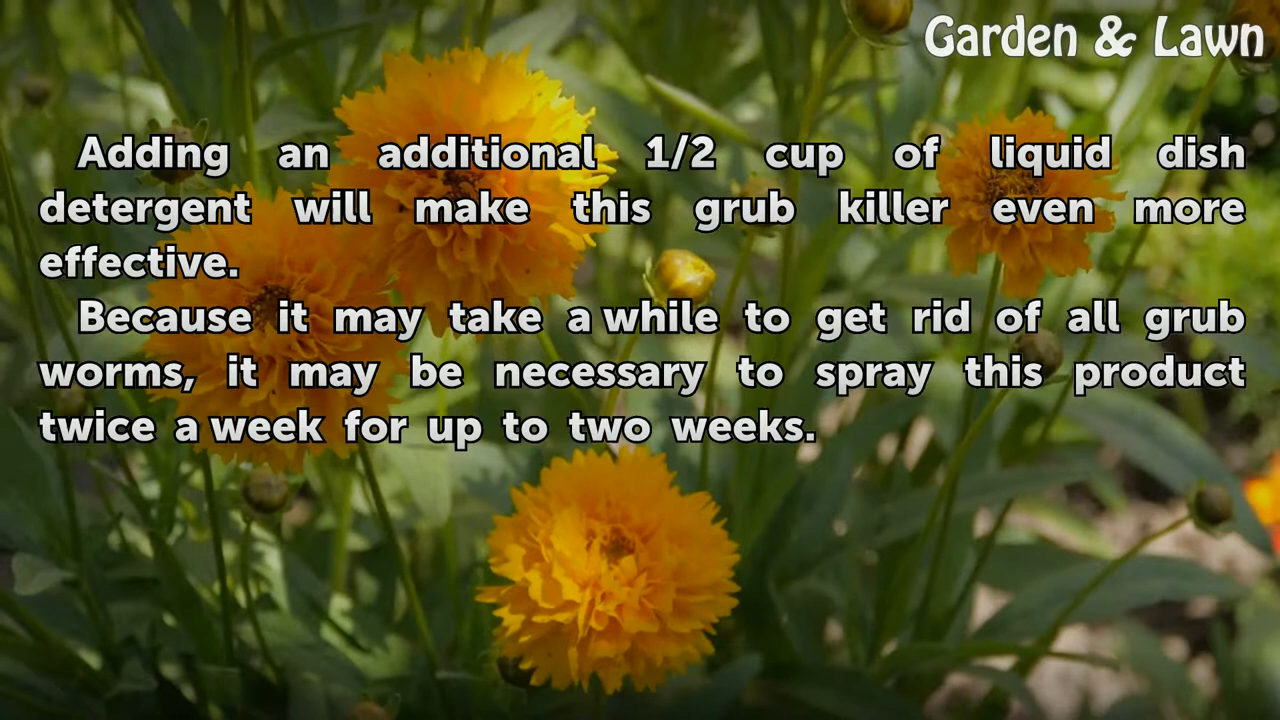 Garden & Lawn
Adding an additional 1/2 cup of liquid dish
detergent will make this grub killer even more
effective.
Because it may take a while to get rid of all grub
worms, it may be necessary to spray this product
twice a week for up to two weeks.